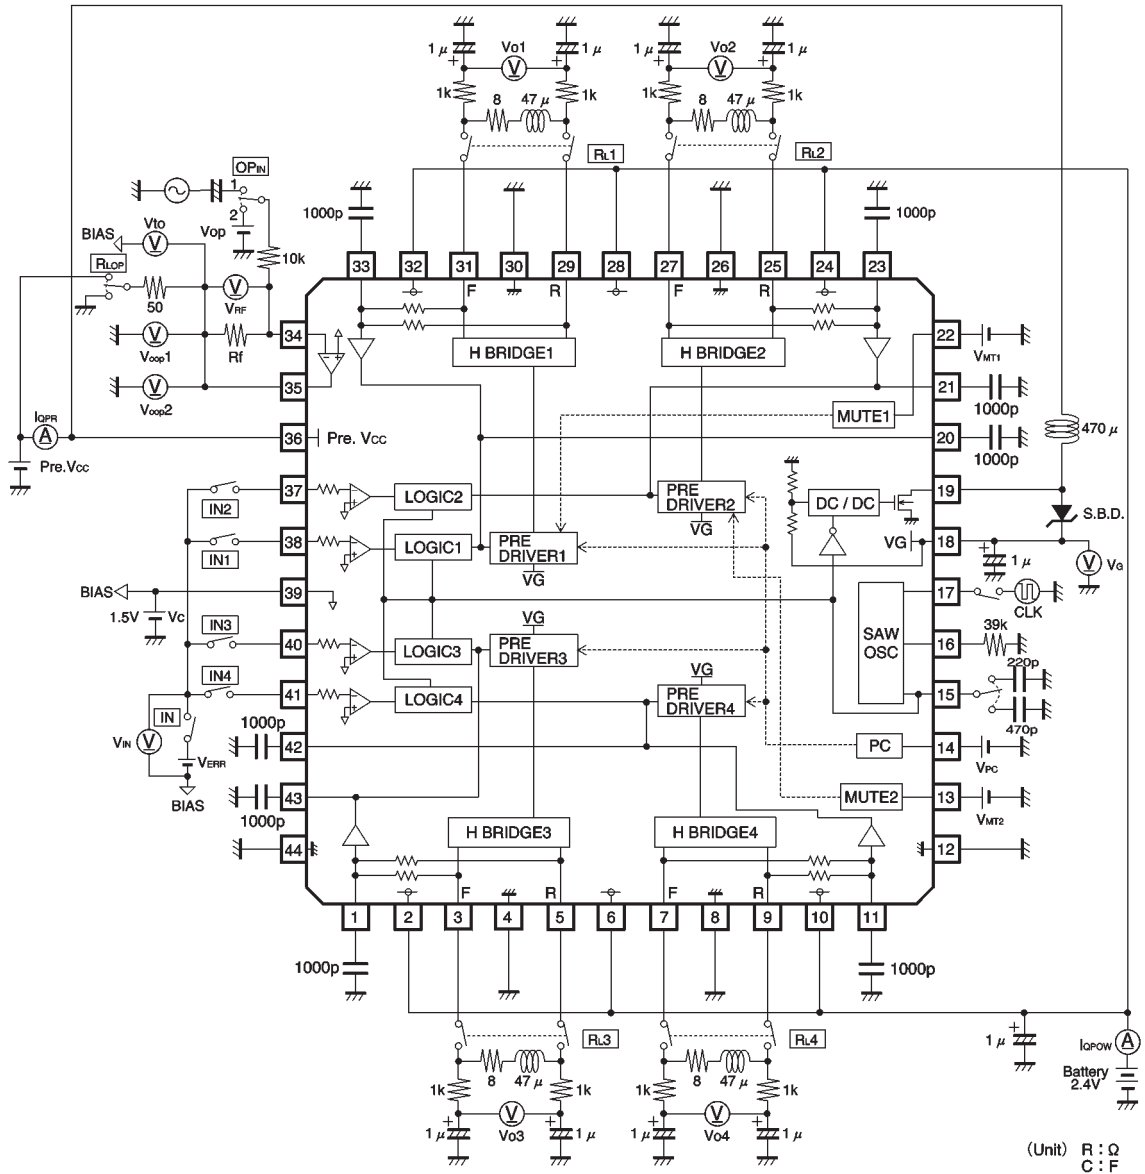 1 μ
1 μ
1 μ
1 μ
Vo1
Vo2
+
+
+
+
V
V
1k
1k
1k
1k
8
47 μ
8
47 μ
RL1
RL2
OPIN
1
2
Vop
10k
1000p
1000p
BIAS
Vto
V
RLOP
50
V
VRF
V
Voop1
Rf
V
Voop2
IQPR
A
Pre.Vcc
33
32
31
30
29
28
27
26
25
24
23
F
R
F
R
34
- +
35
36
Pre. Vcc
H BRIDGE1
H BRIDGE2
22
VMT1
21
1000p
MUTE1
20
1000p
470 μ
37
LOGIC2
PRE
DRIVER2
VG
DC / DC
19
S.B.D.
IN2
38
LOGIC1
PRE
DRIVER1
VG
VG
18
+
1 μ
V
VG
IN1
BIAS
39
1.5V
Vc
17
CLK
SAW
OSC
IN3
40
LOGIC3
VG
PRE
DRIVER3
16
39k
220p
IN4
41
LOGIC4
VG
PRE
DRIVER4
15
470p
IN
VIN
V
VERR
BIAS
1000p
42
PC
14
VPC
43
1000p
MUTE2
13
VMT2
44
H BRIDGE3
H BRIDGE4
12
F
R
F
R
1
2
3
4
5
6
7
8
9
10
11
1000p
1000p
RL3
RL4
8
47 μ
8
47 μ
1k
1k
1k
1k
+
+
+
+
V
V
Vo3
Vo4
1 μ
1 μ
1 μ
1 μ
+
1 μ
IQPOW
A
Battery
2.4V
(Unit) R : Ω
C : F